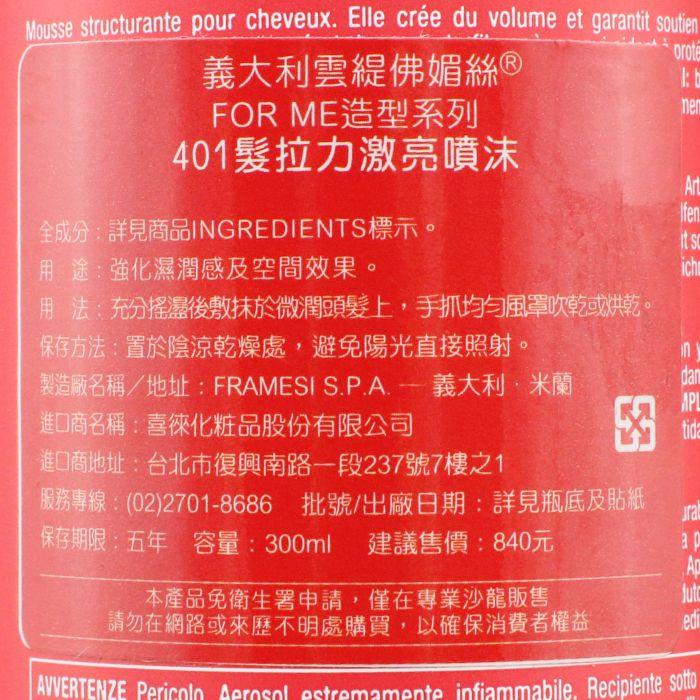 Mousse structurante pour cheveux. Elle crée du volume et garantit soutien
義大利雲緹佛媚絲®
FOR ME造型系列
401髮拉力激亮噴沫
全成分：詳見商品INGREDIENTS標示。
用　途：強化濕潤感及空間效果。
用　法：充分搖盪後敷抹於微潤頭髮上，手抓均勻風罩吹乾或烘乾。
保存方法：置於陰涼乾燥處，避免陽光直接照射。
製造廠名稱／地址：FRAMESI S.P.A. — 義大利．米蘭
進口商名稱：喜徠化粧品股份有限公司
進口商地址：台北市復興南路一段237號7樓之1
服務專線：(02)2701-8686　批號/出廠日期：詳見瓶底及貼紙
保存期限：五年　容量：300ml　建議售價：840元
本產品免衛生署申請，僅在專業沙龍販售
請勿在網路或來歷不明處購買，以確保消費者權益
AVVERTENZE Pericolo. Aerosol estremamente infiammabile. Recipiente sotto